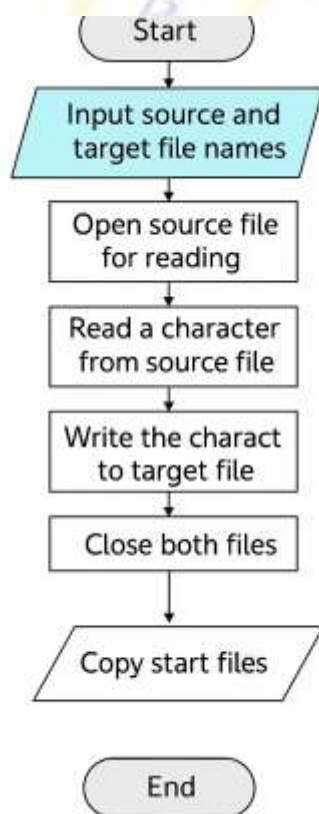 Start
Input source and
target file names
Open source file
for reading
Read a character
from source file
Write the charact
to target file
Close both files
Copy start files
End